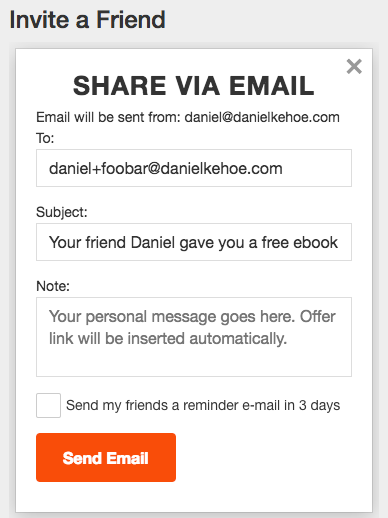 Invite a Friend
SHARE VIA EMAIL
Email will be sent from: daniel@danielkehoe.com
To:
daniel+foobar@danielkehoe.com
Subject:
Your friend Daniel gave you a free ebook
Note:
Your personal message goes here. Offer
link will be inserted automatically.
Send my friends a reminder e-mail in 3 days
Send Email